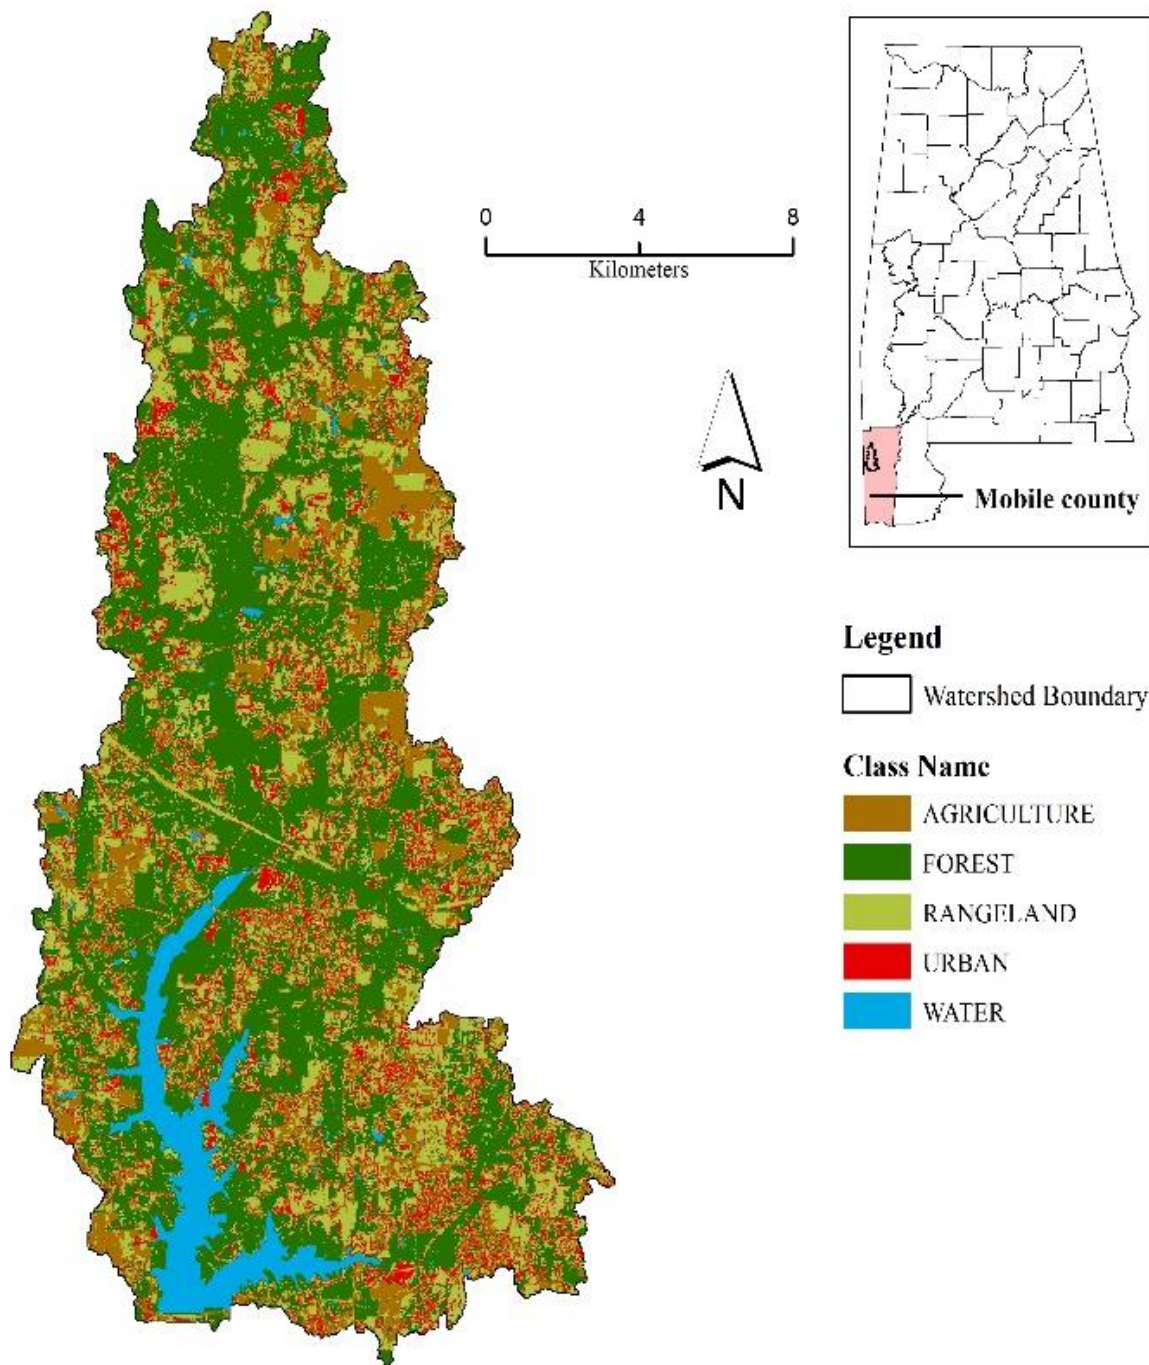 0 4 8
Kilometers
N
Mobile county
Legend
Watershed Boundary
Class Name
AGRICULTURE
FOREST
RANGELAND
URBAN
WATER